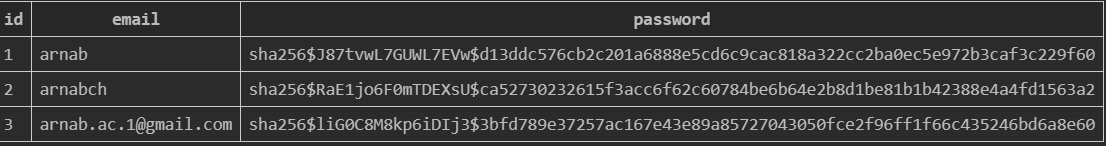 id email password
1 arnab sha256$J87tvwL7GUWL7EVw$d13ddc576cb2c201a6888e5cd6c9cac818a322cc2ba0ec5e972b3caf3c229f60
2 arnabch sha256$RaE1jo6F0mTDEXsU$ca52730232615f3acc6f62c60784be6b64e2b8d1be81b1b42388e4a4fd1563a2
3 arnab.ac.1@gmail.com sha256$liG0C8M8kp6iDIj3$3bfd789e37257ac167e43e89a85727043050fce2f96ff1f66c435246bd6a8e60